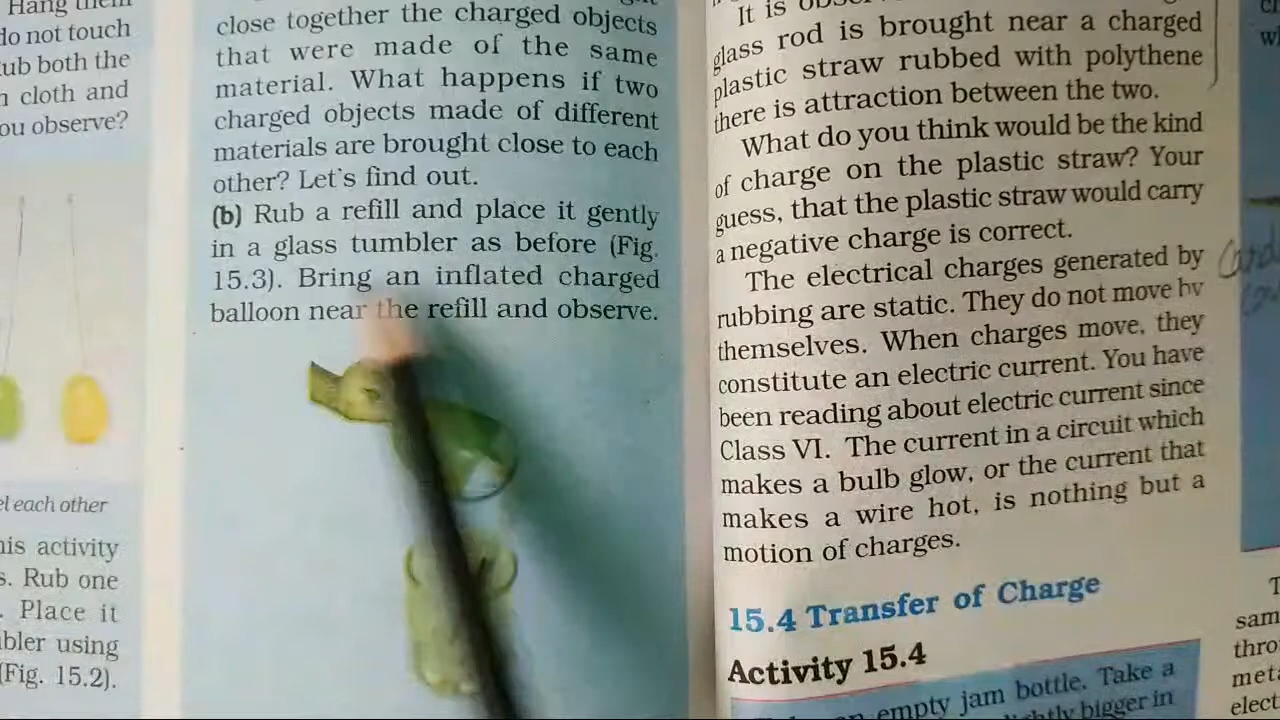 Hang them
do not touch
rub both the
cloth and
you observe?
el each other
his activity
s. Rub one
. Place it
mbler using
(Fig. 15.2).
close together the charged objects
that were made of the same
material. What happens if two
charged objects made of different
materials are brought close to each
other? Let's find out.
(b) Rub a refill and place it gently
in a glass tumbler as before (Fig.
15.3). Bring an inflated charged
balloon near the refill and observe.
It is
glass rod is brought near a charged
plastic straw rubbed with polythene
there is attraction between the two.
What do you think would be the kind
of charge on the plastic straw? Your
guess, that the plastic straw would carry
a negative charge is correct.
The electrical charges generated by
rubbing are static. They do not move by
themselves. When charges move, they
constitute an electric current. You have
been reading about electric current since
Class VI. The current in a circuit which
makes a bulb glow, or the current that
makes a wire hot, is nothing but a
motion of charges.
15.4 Transfer of Charge
Activity 15.4
empty jam bottle. Take a
slightly bigger in
sam
thro
meta
elect